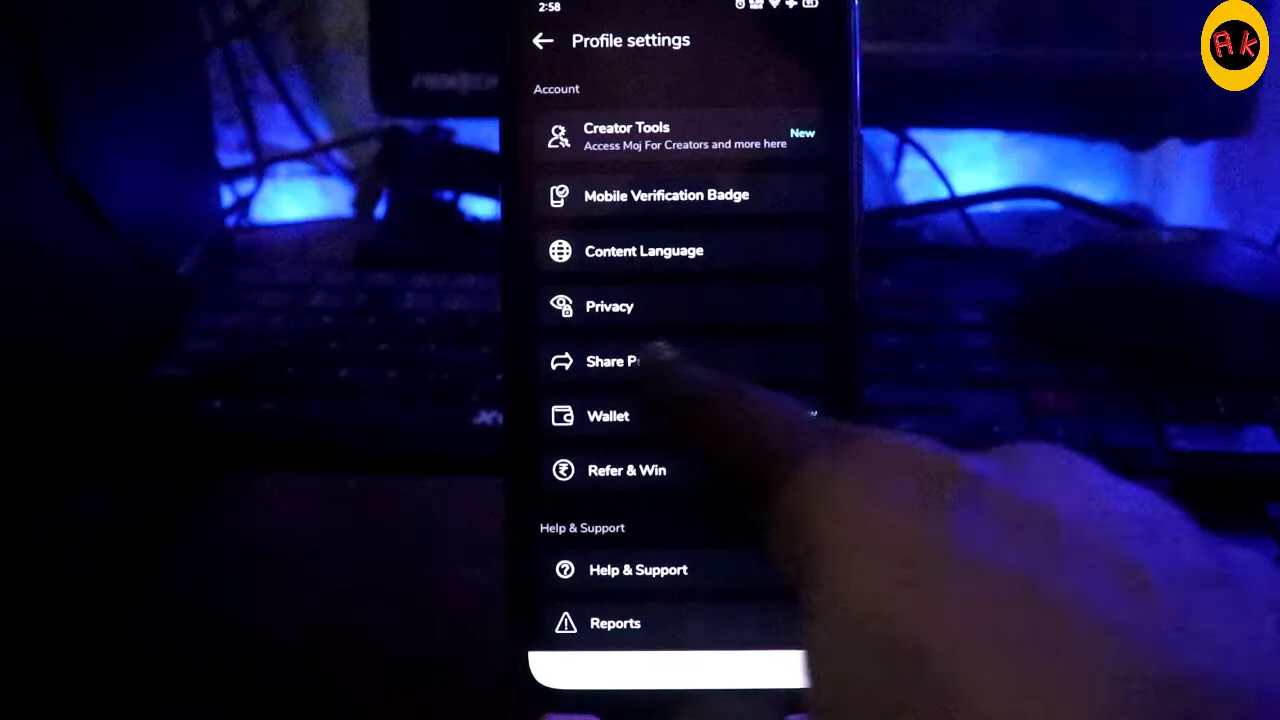 2:58
Profile settings
Account
Creator Tools
Access Moj For Creators and more here
New
Mobile Verification Badge
Content Language
Privacy
Share P
Wallet
Refer & Win
Help & Support
Help & Support
Reports
AK